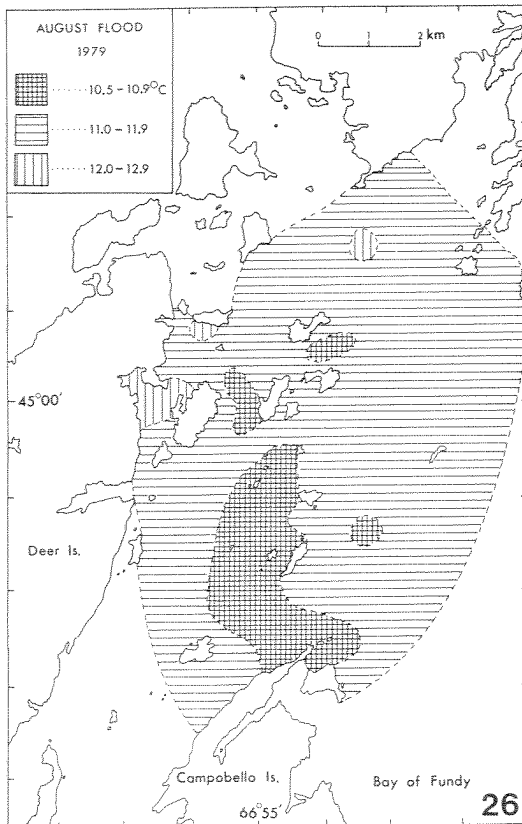 AUGUST FLOOD
1979
10.5-10.9°C
11.0-11.9
12.0-12.9
0 1 2 km
45°00'
Deer Is.
Campobello Is.
Bay of Fundy
66°55'
26